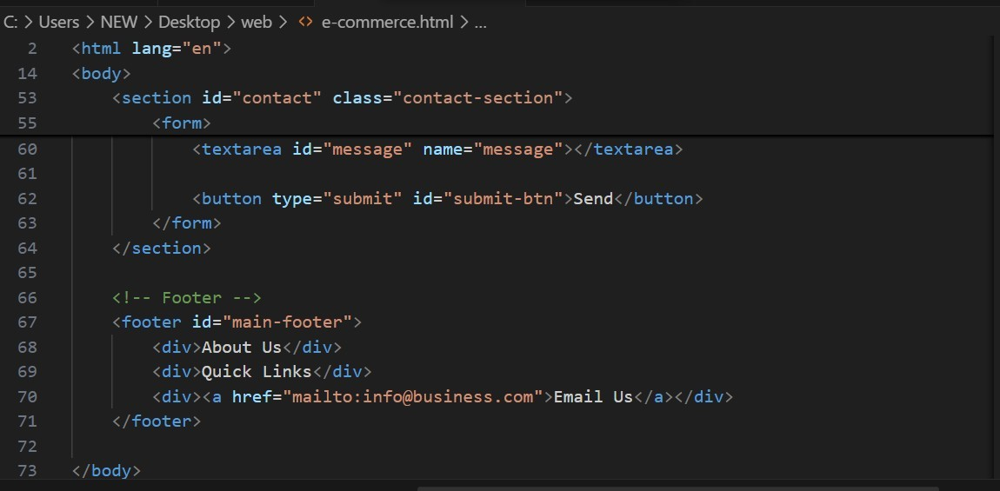 C: > Users > NEW > Desktop > web > <> e-commerce.html > ...
2 <html lang="en">
14 <body>
53 <section id="contact" class="contact-section">
55 <form>
60 <textarea id="message" name="message"></textarea>
61
62 <button type="submit" id="submit-btn">Send</button>
63 </form>
64 </section>
65
66 <!-- Footer -->
67 <footer id="main-footer">
68 <div>About Us</div>
69 <div>Quick Links</div>
70 <div><a href="mailto:info@business.com">Email Us</a></div>
71 </footer>
72
73 </body>